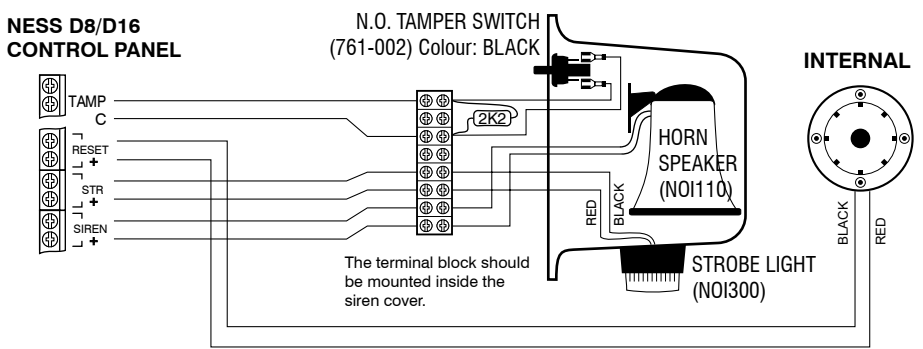 NESS D8/D16
CONTROL PANEL
N.O. TAMPER SWITCH
(761-002) Colour: BLACK
INTERNAL
TAMP
C
RESET
+
STR
+
SIREN
+
2K2
HORN
SPEAKER
(NOI110)
RED
BLACK
BLACK
RED
The terminal block should
be mounted inside the
siren cover.
STROBE LIGHT
(NOI300)